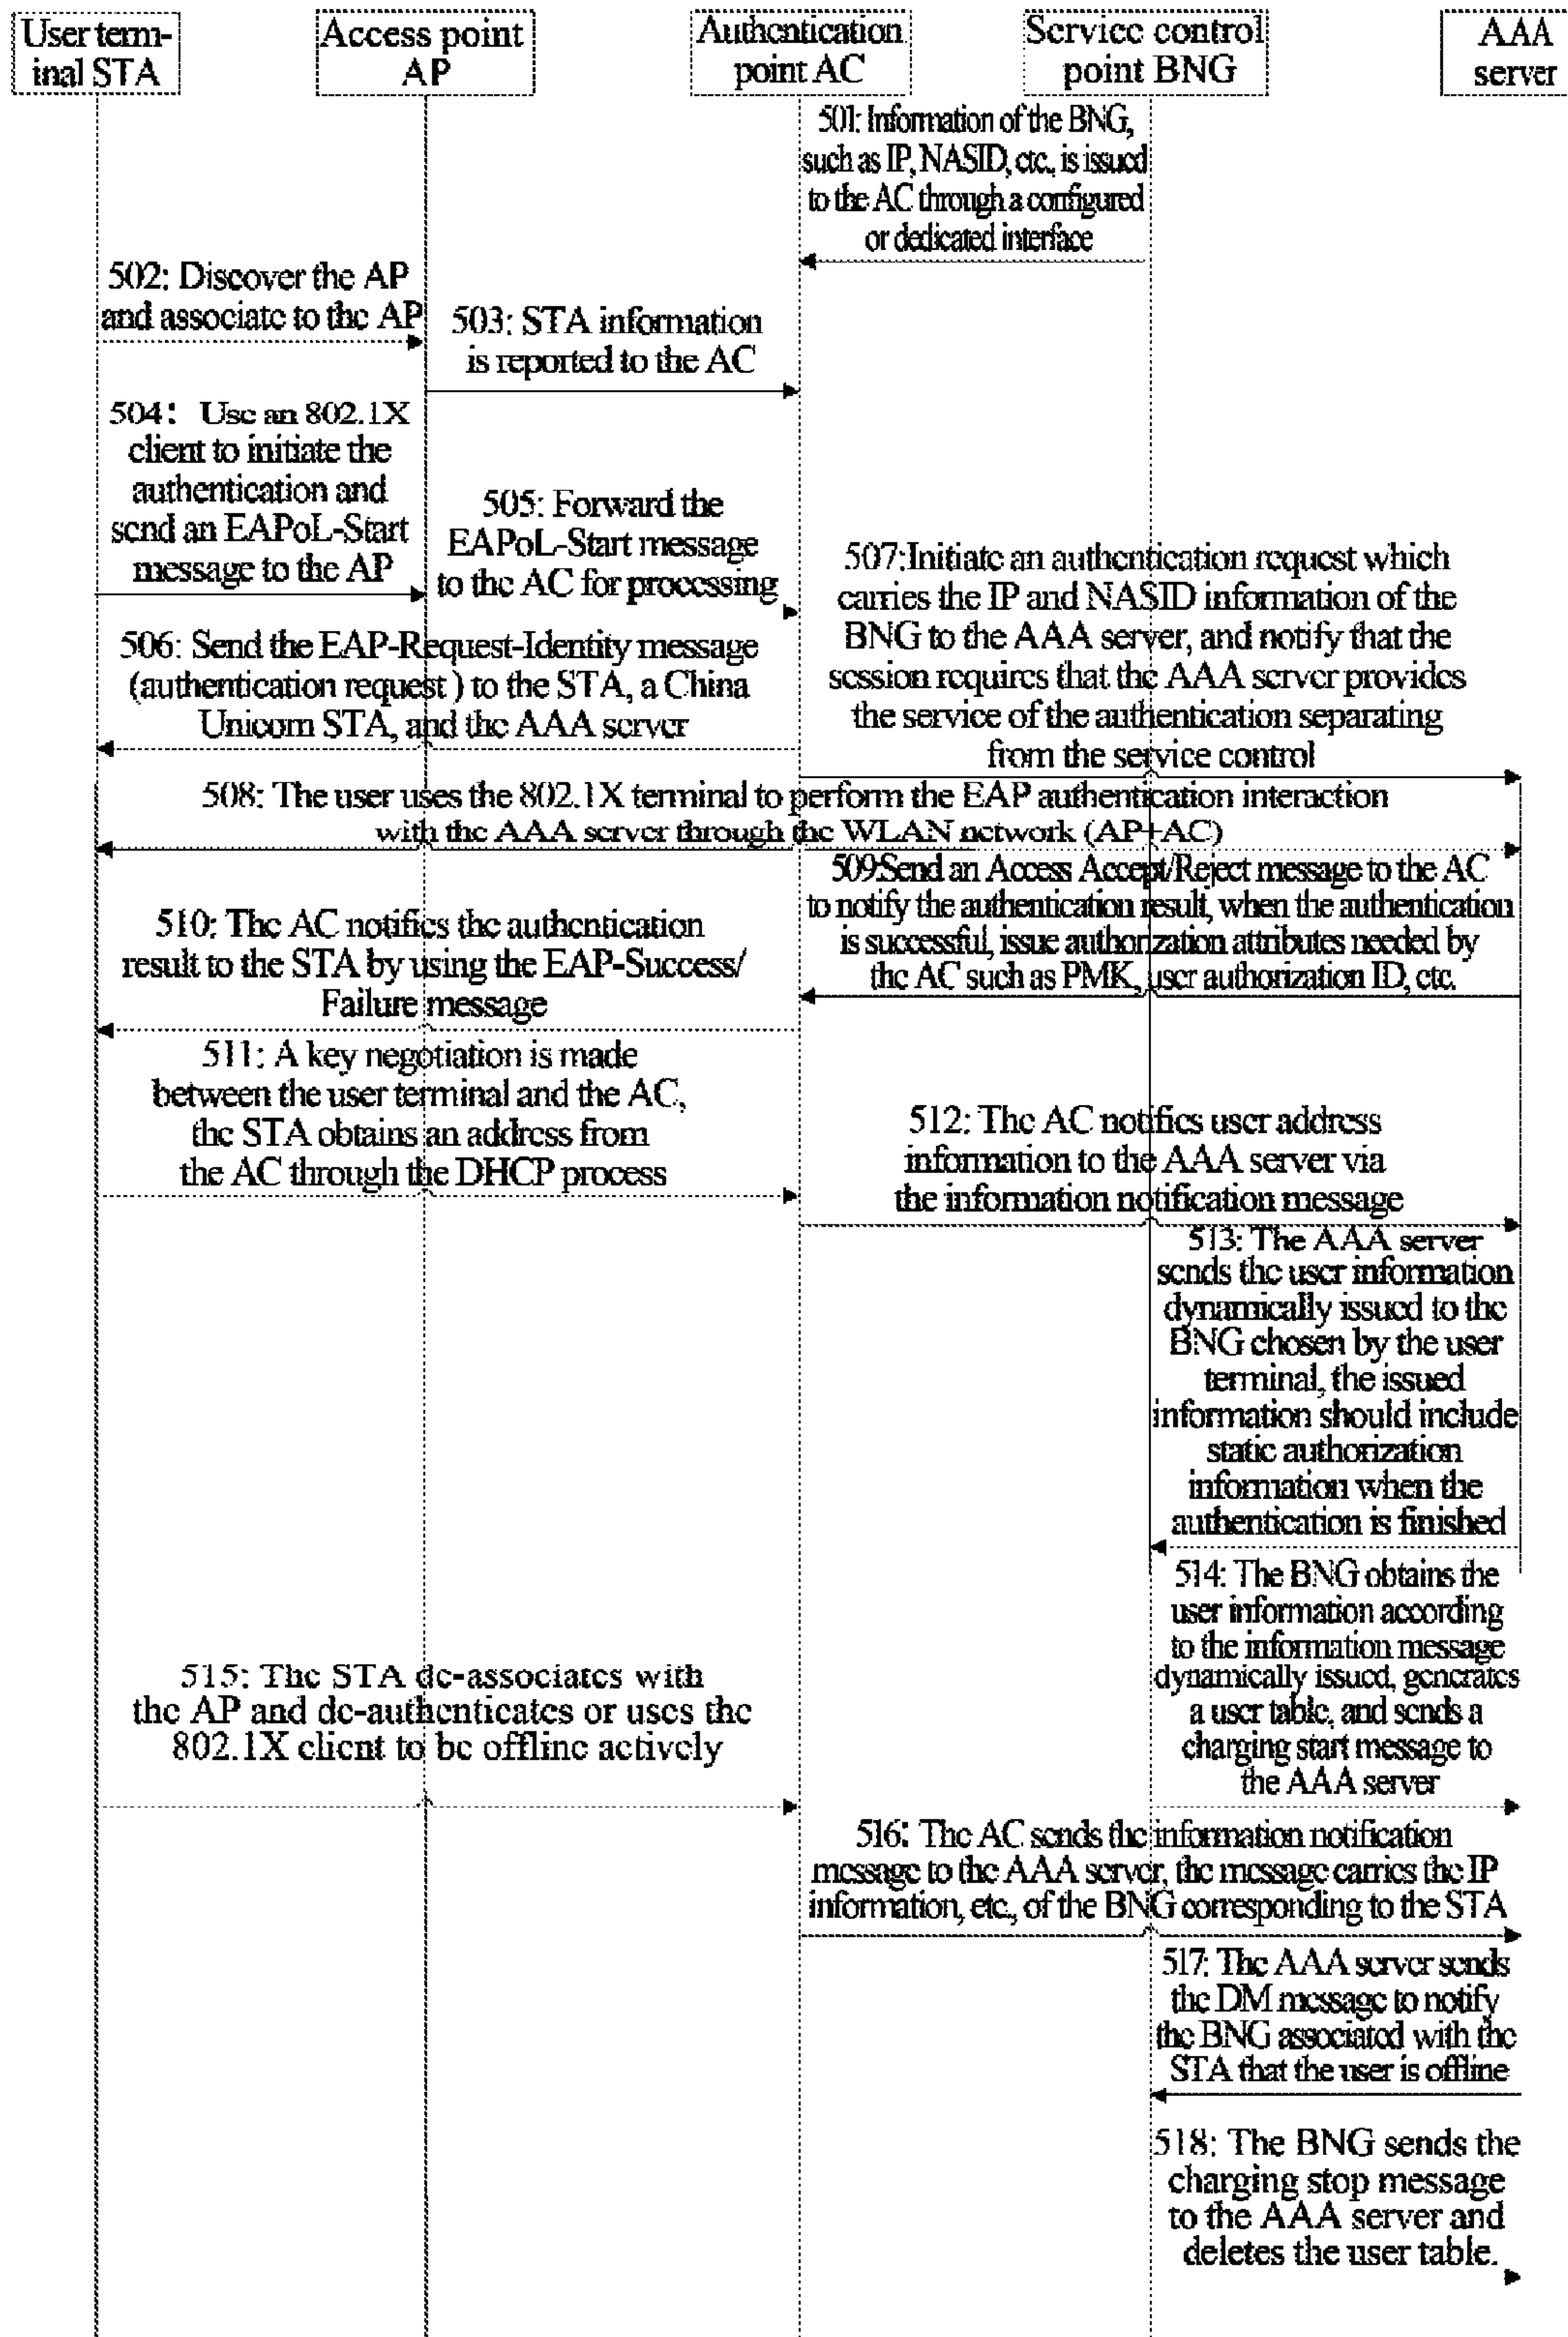 User term-
inal STA
Access point
AP
Authentication
point AC
Service control
point BNG
AAA
server
501: Information of the BNG,
such as IP, NASID, etc., is issued
to the AC through a configured
or dedicated interface
502: Discover the AP
and associate to the AP
503: STA information
is reported to the AC
504: Use an 802.1X
client to initiate the
authentication and
send an EAPoL-Start
message to the AP
505: Forward the
EAPoL-Start message
to the AC for processing
506: Send the EAP-Request-Identity message
(authentication request ) to the STA, a China
Unicom STA, and the AAA server
507:Initiate an authentication request which
carries the IP and NASID information of the
BNG to the AAA server, and notify that the
session requires that the AAA server provides
the service of the authentication separating
from the service control
508: The user uses the 802.1X terminal to perform the EAP authentication interaction
with the AAA server through the WLAN network (AP+AC)
509:Send an Access Accept/Reject message to the AC
to notify the authentication result, when the authentication
is successful, issue authorization attributes needed by
the AC such as PMK, user authorization ID, etc.
510: The AC notifies the authentication
result to the STA by using the EAP-Success/
Failure message
511: A key negotiation is made
between the user terminal and the AC,
the STA obtains an address from
the AC through the DHCP process
512: The AC notifies user address
information to the AAA server via
the information notification message
513: The AAA server
sends the user information
dynamically issued to the
BNG chosen by the user
terminal, the issued
information should include
static authorization
information when the
authentication is finished
514: The BNG obtains the
user information according
to the information message
dynamically issued, generates
a user table, and sends a
charging start message to
the AAA server
515: The STA de-associates with
the AP and de-authenticates or uses the
802.1X client to be offline actively
516: The AC sends the information notification
message to the AAA server, the message carries the IP
information, etc., of the BNG corresponding to the STA
517: The AAA server sends
the DM message to notify
the BNG associated with the
STA that the user is offline
518: The BNG sends the
charging stop message
to the AAA server and
deletes the user table.